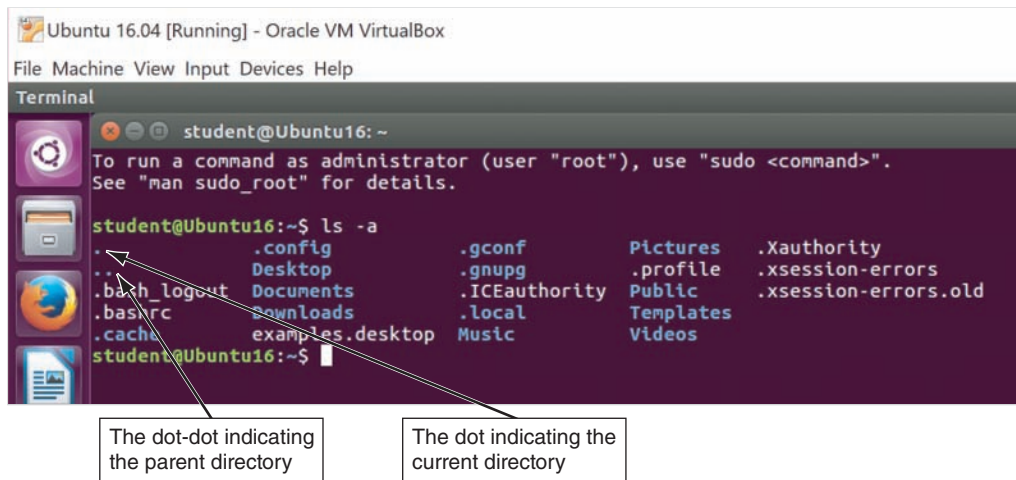 Ubuntu 16.04 [Running] - Oracle VM VirtualBox
File Machine View Input Devices Help
Terminal
student@Ubuntu16: ~
To run a command as administrator (user "root"), use "sudo <command>".
See "man sudo_root" for details.
student@Ubuntu16:~$ ls -a
. .config .gconf Pictures .Xauthority
.. Desktop .gnupg .profile .xsession-errors
.bash_logout Documents .ICEauthority Public .xsession-errors.old
.bashrc Downloads .local Templates
.cache examples.desktop Music Videos
student@Ubuntu16:~$
The dot-dot indicating
the parent directory
The dot indicating the
current directory